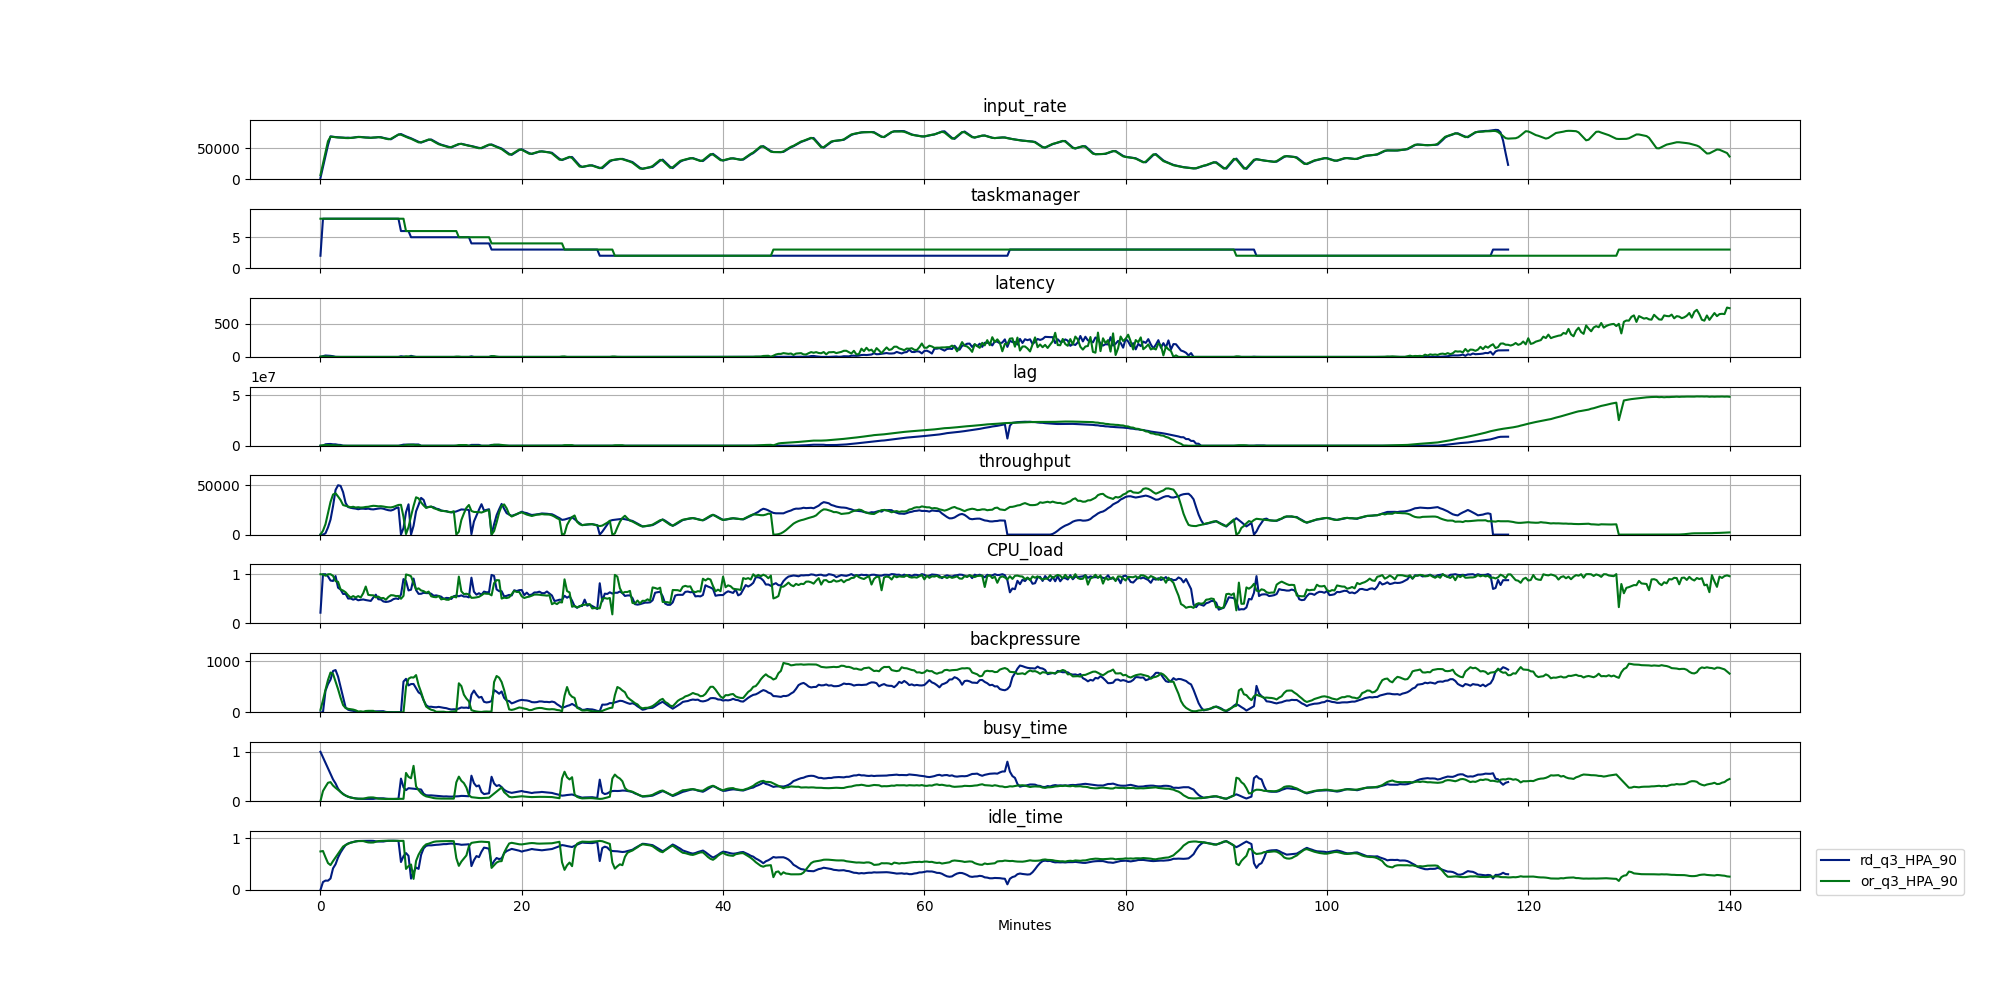 input_rate
50000
0
taskmanager
5
0
latency
500
0
1e7
lag
5
0
throughput
50000
0
CPU_load
1
0
backpressure
1000
0
busy_time
1
0
idle_time
1
0
0 20 40 60 80 100 120 140
Minutes
rd_q3_HPA_90
or_q3_HPA_90